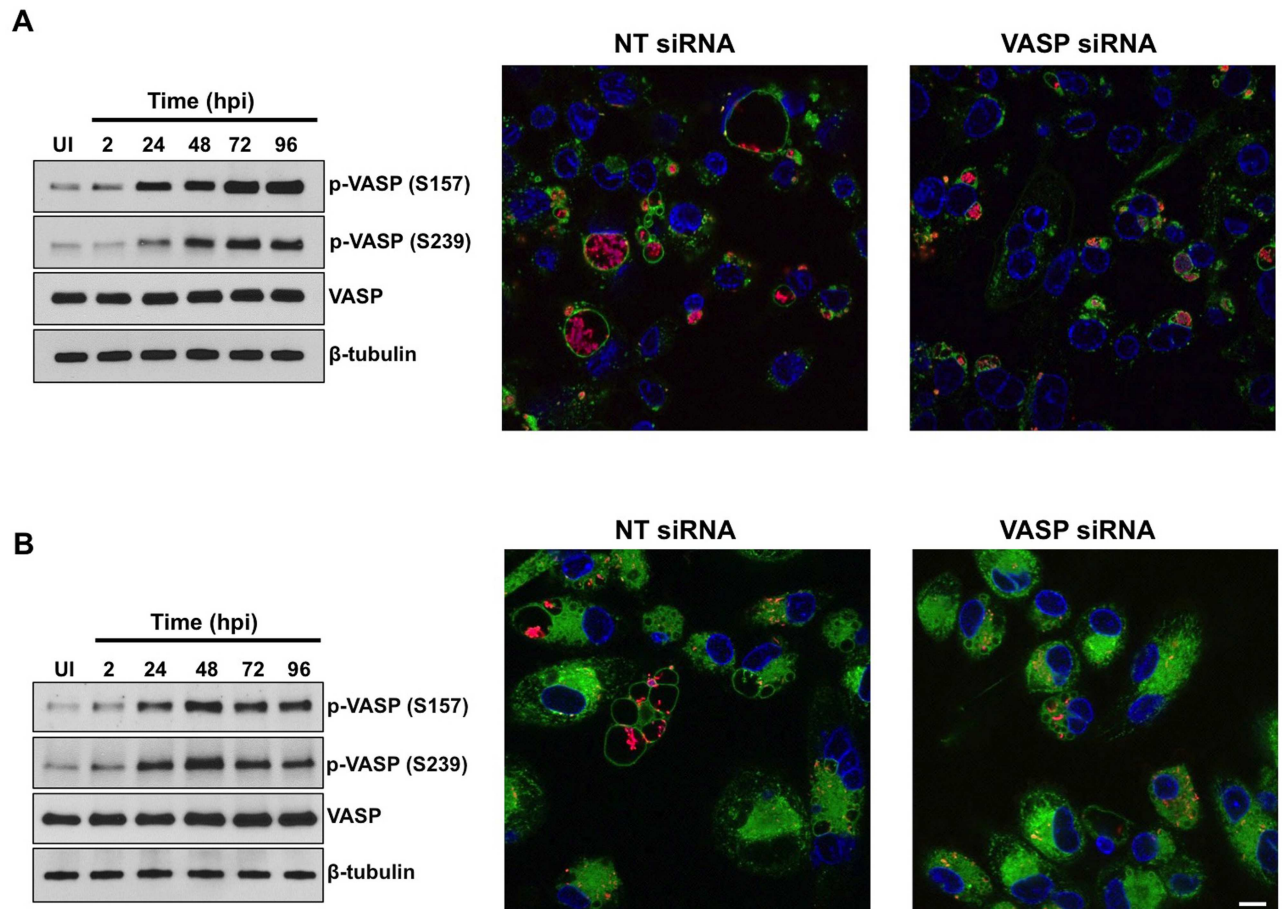 A
NT siRNA
VASP siRNA
Time (hpi)
UI 2 24 48 72 96
p-VASP (S157)
p-VASP (S239)
VASP
β-tubulin
B
NT siRNA
VASP siRNA
Time (hpi)
UI 2 24 48 72 96
p-VASP (S157)
p-VASP (S239)
VASP
β-tubulin